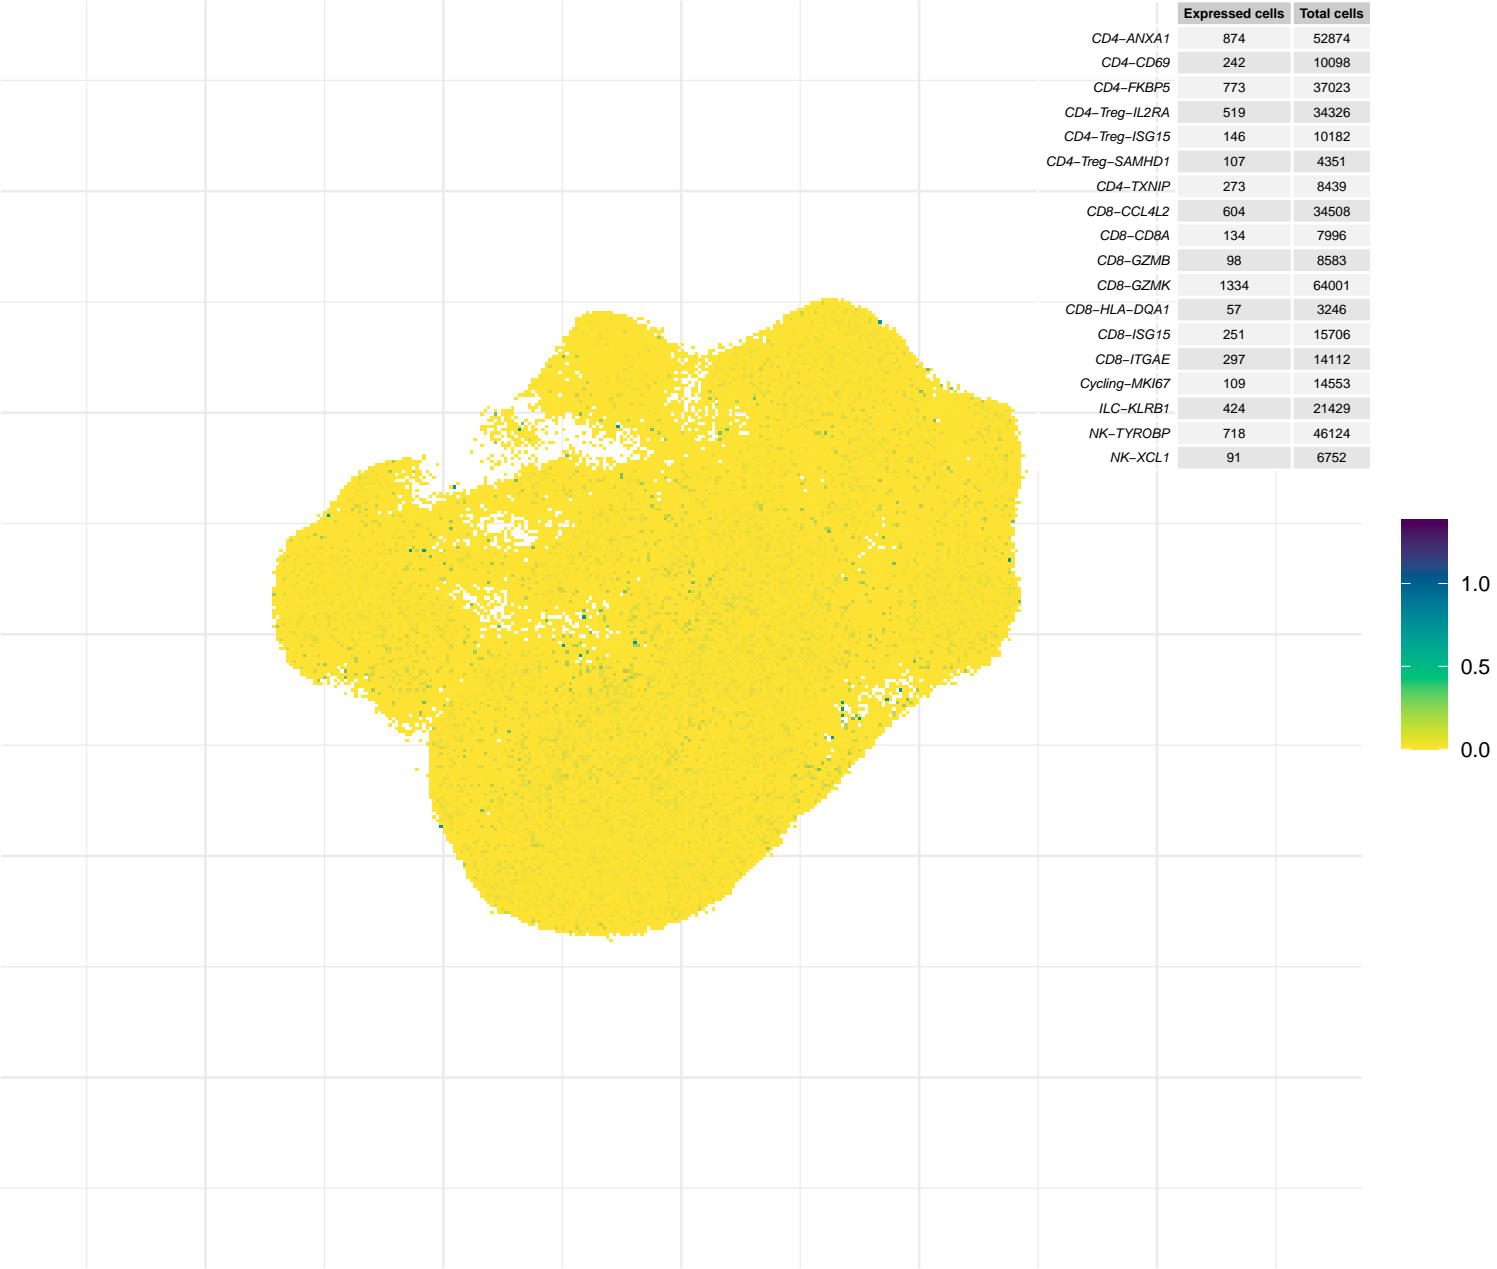 Expressed cells Total cells
CD4−ANXA1 874 52874
CD4−CD69 242 10098
CD4−FKBP5 773 37023
CD4−Treg−IL2RA 519 34326
CD4−Treg−ISG15 146 10182
CD4−Treg−SAMHD1 107 4351
CD4−TXNIP 273 8439
CD8−CCL4L2 604 34508
CD8−CD8A 134 7996
CD8−GZMB 98 8583
CD8−GZMK 1334 64001
CD8−HLA−DQA1 57 3246
CD8−ISG15 251 15706
CD8−ITGAE 297 14112
Cycling−MKI67 109 14553
ILC−KLRB1 424 21429
NK−TYROBP 718 46124
NK−XCL1 91 6752
1.0
0.5
0.0